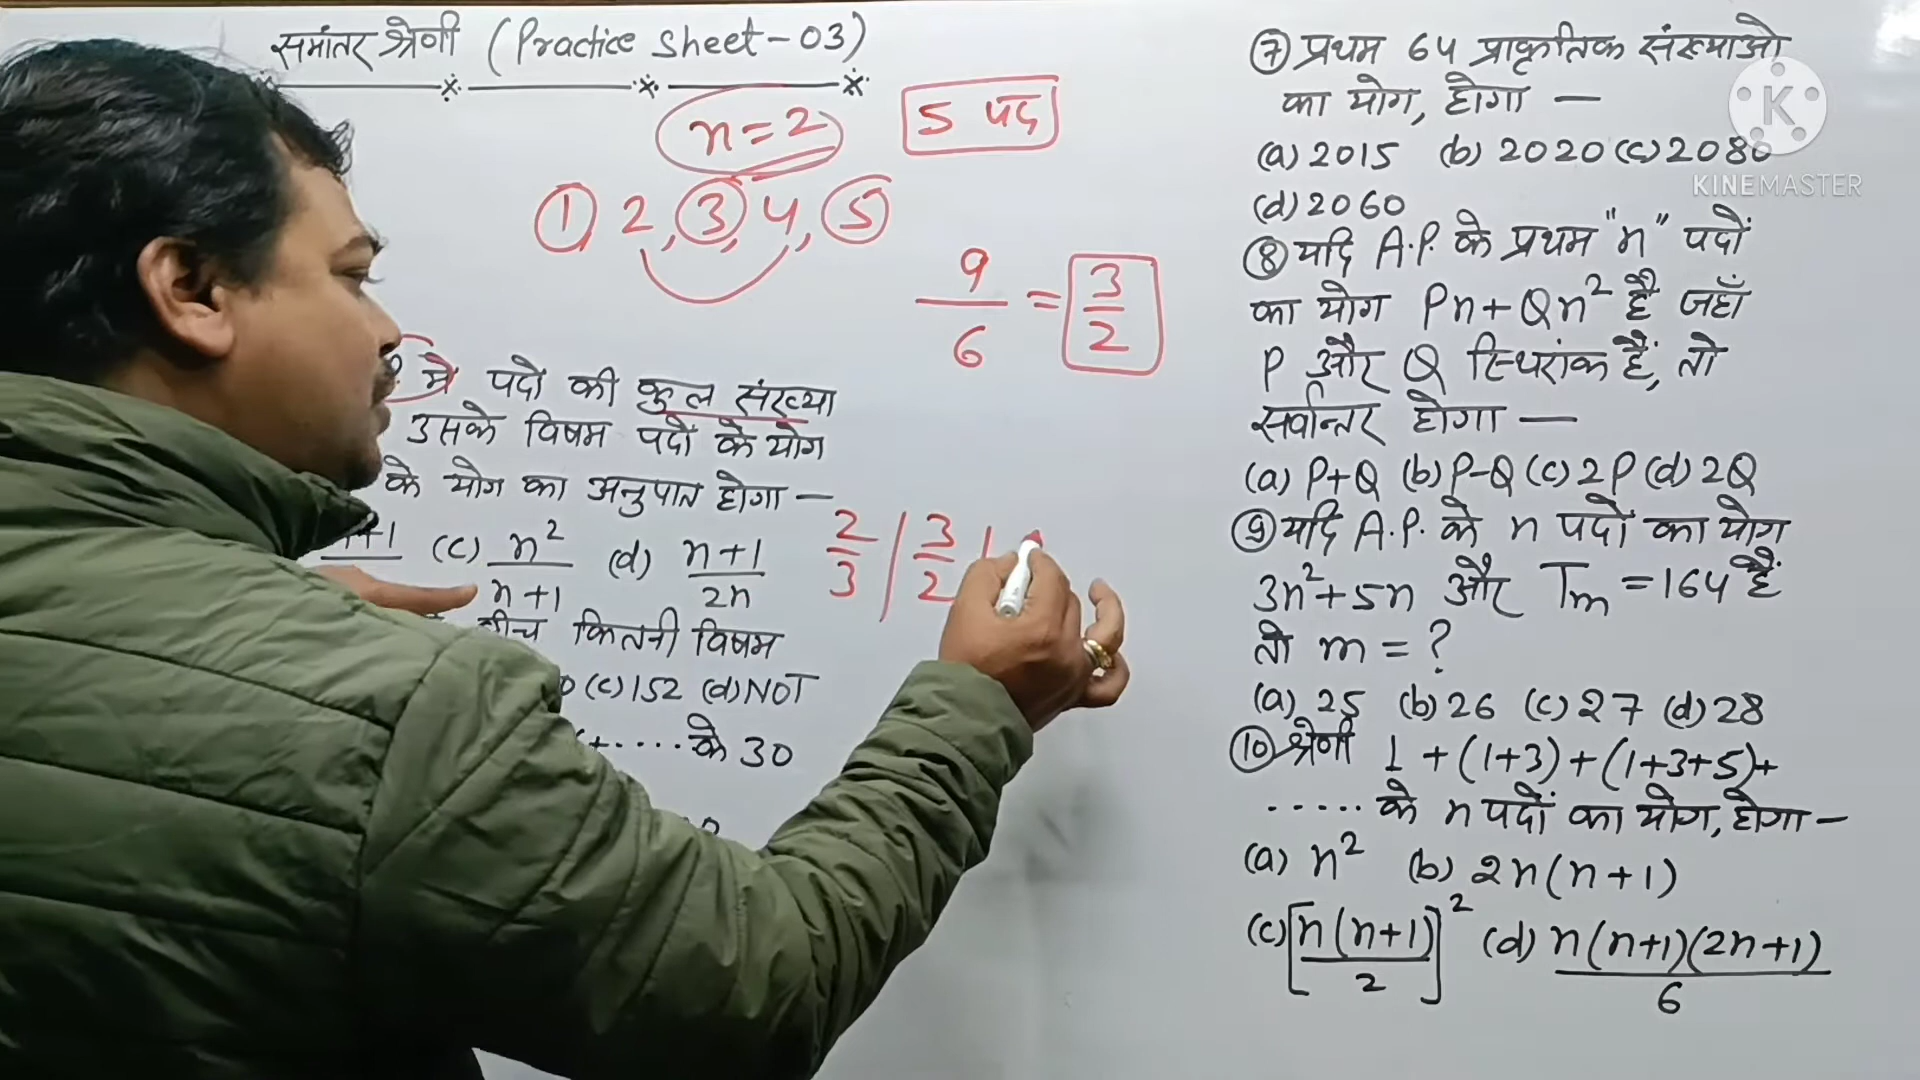 समांतर श्रेणी (Practice sheet-03)
n=2
5 पद
1 2, 3, 4, 5
9/6 = 3/2
में पदों की कुल संख्या
उसके विषम पदों के योग
के योग का अनुपात होगा —
(c) n²/n+1 (d) n+1/2n
2/3 | 3/2 |
बीच कितनी विषम
(c)152 (d)NOT
+.... के 30
⑦ प्रथम 64 प्राकृतिक संख्याओ
का योग, होगा —
(a) 2015 (b) 2020 (c) 2080
(d) 2060
⑧ यदि A.P. के प्रथम "n" पदों
का योग Pn+Qn² है जहाँ
P और Q स्थिरांक हैं, तो
सर्वान्तर होगा —
(a) P+Q (b) P-Q (c) 2P (d) 2Q
⑨ यदि A.P. के n पदों का योग
3n²+5n और Tm = 164 हैं
तो m = ?
(a) 25 (b) 26 (c) 27 (d) 28
⑩ श्रेणी 1 + (1+3) + (1+3+5)+
..... के n पदों का योग, होगा —
(a) n² (b) 2n(n+1)
(c) [n(n+1)/2]² (d) n(n+1)(2n+1)/6
K
KINEMASTER